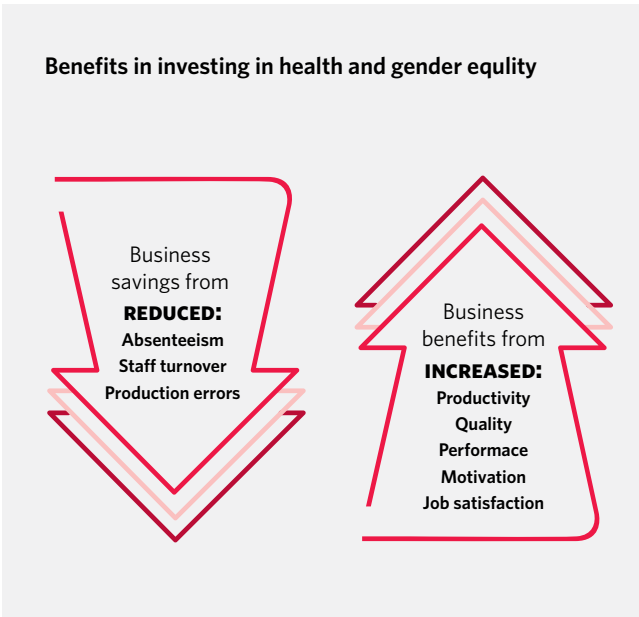 Benefits in investing in health and gender equlity
Business
savings from
REDUCED:
Absenteeism
Staff turnover
Production errors
Business
benefits from
INCREASED:
Productivity
Quality
Performace
Motivation
Job satisfaction